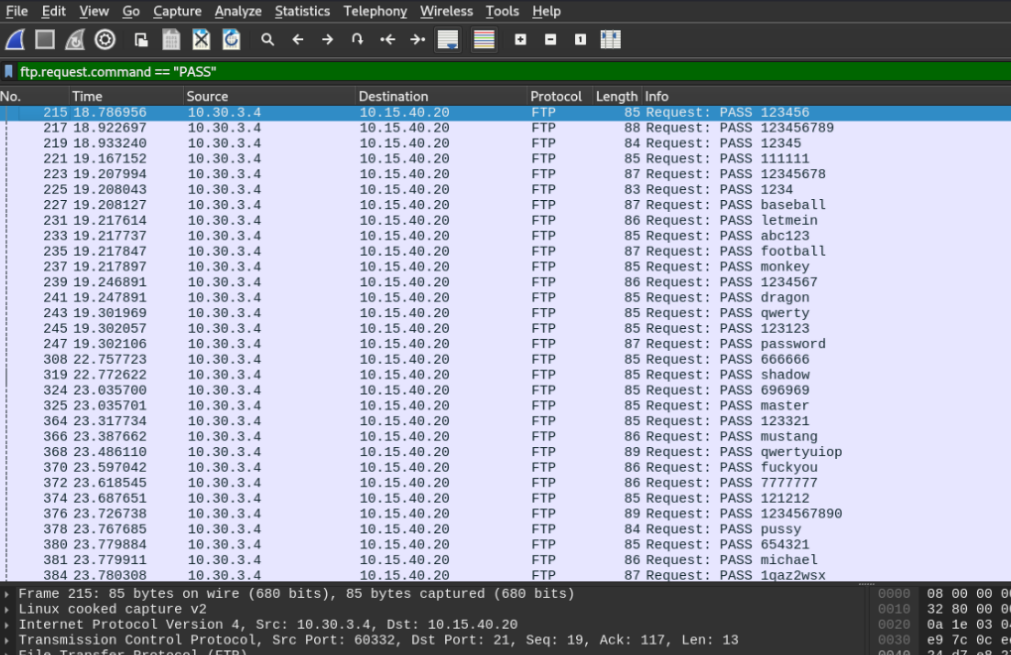 File Edit View Go Capture Analyze Statistics Telephony Wireless Tools Help
ftp.request.command == "PASS"
No. Time Source Destination Protocol Length Info
215 18.786956 10.30.3.4 10.15.40.20 FTP 85 Request: PASS 123456
217 18.922697 10.30.3.4 10.15.40.20 FTP 88 Request: PASS 123456789
219 18.933240 10.30.3.4 10.15.40.20 FTP 84 Request: PASS 12345
221 19.167152 10.30.3.4 10.15.40.20 FTP 85 Request: PASS 111111
223 19.207994 10.30.3.4 10.15.40.20 FTP 87 Request: PASS 12345678
225 19.208043 10.30.3.4 10.15.40.20 FTP 83 Request: PASS 1234
227 19.208127 10.30.3.4 10.15.40.20 FTP 87 Request: PASS baseball
231 19.217614 10.30.3.4 10.15.40.20 FTP 86 Request: PASS letmein
233 19.217737 10.30.3.4 10.15.40.20 FTP 85 Request: PASS abc123
235 19.217847 10.30.3.4 10.15.40.20 FTP 87 Request: PASS football
237 19.217897 10.30.3.4 10.15.40.20 FTP 85 Request: PASS monkey
239 19.246891 10.30.3.4 10.15.40.20 FTP 86 Request: PASS 1234567
241 19.247891 10.30.3.4 10.15.40.20 FTP 85 Request: PASS dragon
243 19.301969 10.30.3.4 10.15.40.20 FTP 85 Request: PASS qwerty
245 19.302057 10.30.3.4 10.15.40.20 FTP 85 Request: PASS 123123
247 19.302106 10.30.3.4 10.15.40.20 FTP 87 Request: PASS password
308 22.757723 10.30.3.4 10.15.40.20 FTP 85 Request: PASS 666666
319 22.772622 10.30.3.4 10.15.40.20 FTP 85 Request: PASS shadow
324 23.035700 10.30.3.4 10.15.40.20 FTP 85 Request: PASS 696969
325 23.035701 10.30.3.4 10.15.40.20 FTP 85 Request: PASS master
364 23.317734 10.30.3.4 10.15.40.20 FTP 85 Request: PASS 123321
366 23.387662 10.30.3.4 10.15.40.20 FTP 86 Request: PASS mustang
368 23.486110 10.30.3.4 10.15.40.20 FTP 89 Request: PASS qwertyuiop
370 23.597042 10.30.3.4 10.15.40.20 FTP 86 Request: PASS fuckyou
372 23.618545 10.30.3.4 10.15.40.20 FTP 86 Request: PASS 7777777
374 23.687651 10.30.3.4 10.15.40.20 FTP 85 Request: PASS 121212
376 23.726738 10.30.3.4 10.15.40.20 FTP 89 Request: PASS 1234567890
378 23.767685 10.30.3.4 10.15.40.20 FTP 84 Request: PASS pussy
380 23.779884 10.30.3.4 10.15.40.20 FTP 85 Request: PASS 654321
381 23.779911 10.30.3.4 10.15.40.20 FTP 86 Request: PASS michael
384 23.780308 10.30.3.4 10.15.40.20 FTP 87 Request: PASS 1qaz2wsx
Frame 215: 85 bytes on wire (680 bits), 85 bytes captured (680 bits) 0000 08 00 00 00
Linux cooked capture v2 0010 32 80 00 00
Internet Protocol Version 4, Src: 10.30.3.4, Dst: 10.15.40.20 0020 0a 1e 03 04
Transmission Control Protocol, Src Port: 60332, Dst Port: 21, Seq: 19, Ack: 117, Len: 13 0030 e9 7c 0c
File Transfer Protocol (FTP)